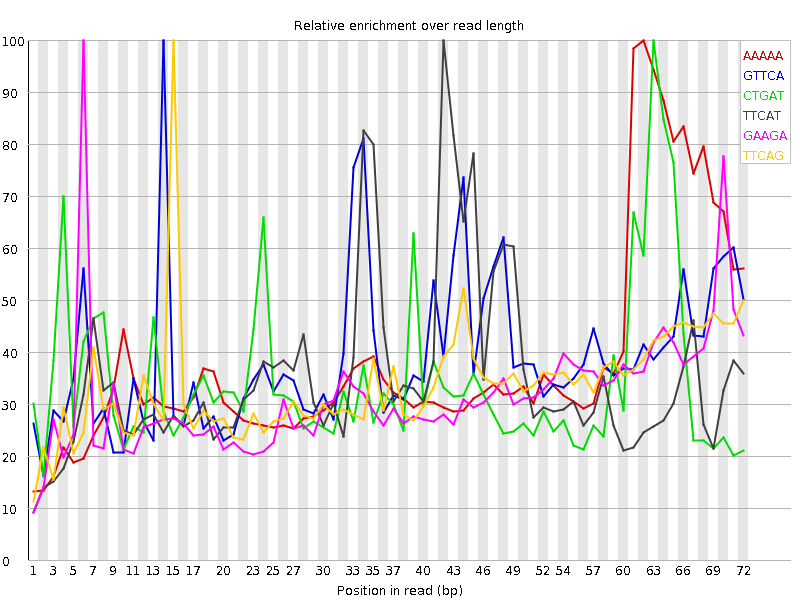 Relative enrichment over read length
100
90
80
70
60
50
40
30
20
10
0
AAAAA
GTTCA
CTGAT
TTCAT
GAAGA
TTCAG
1 3 5 7 9 11 13 15 17 20 23 25 27 30 33 35 37 40 43 46 49 52 54 57 60 63 66 69 72
Position in read (bp)